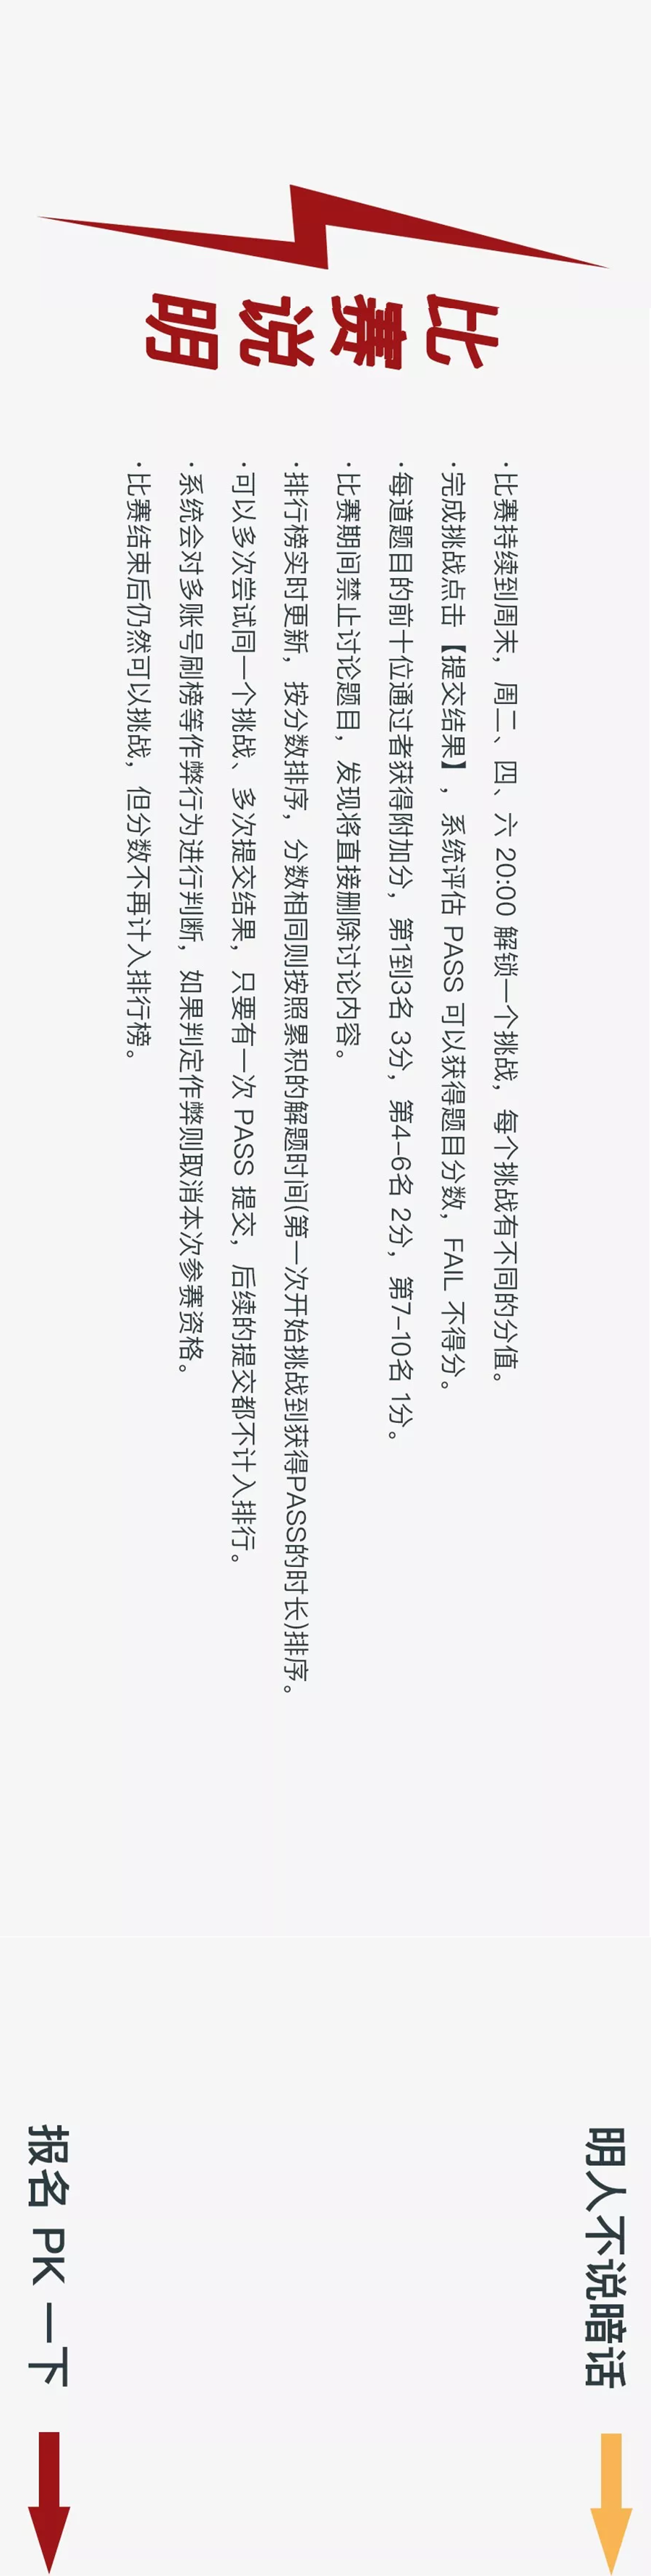 比赛说明
·比赛持续到周末，周二、四、六 20:00 解锁一个挑战，每个挑战有不同的分值。
·完成挑战点击【提交结果】，系统评估 PASS 可以获得题目分数，FAIL 不得分。
·每道题目的前十位通过者获得附加分，第1到3名 3分，第4-6名 2分，第7-10名 1分。
·比赛期间禁止讨论题目，发现将直接删除讨论内容。
·排行榜实时更新，按分数排序，分数相同则按照累积的解题时间(第一次开始挑战到获得PASS的时长)排序。
·可以多次尝试同一个挑战、多次提交结果，只要有一次 PASS 提交，后续的提交都不计入排行。
·系统会对多账号刷榜等作弊行为进行判断，如果判定作弊则取消本次参赛资格。
·比赛结束后仍然可以挑战，但分数不再计入排行榜。
明人不说暗话
报名 PK 一下